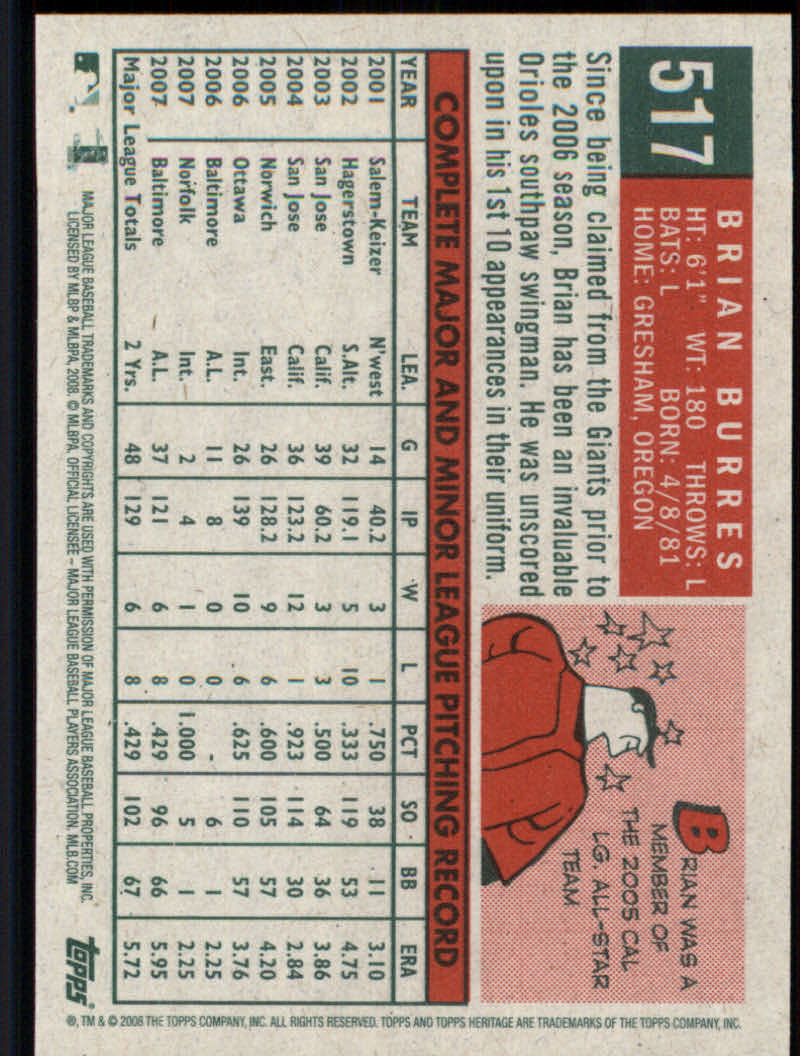 517
BRIAN BURRES
HT: 6'1" WT: 180 THROWS: L
BATS: L BORN: 4/8/81
HOME: GRESHAM, OREGON
Since being claimed from the Giants prior to
the 2006 season, Brian has been an invaluable
Orioles southpaw swingman. He was unscored
upon in his 1st 10 appearances in their uniform.
BRIAN WAS A
MEMBER OF
THE 2005 CAL
LG. ALL-STAR
TEAM
COMPLETE MAJOR AND MINOR LEAGUE PITCHING RECORD
YEAR TEAM LEA. G IP W L PCT SO BB ERA
2001 Salem-Keizer N'west 14 40.2 3 1 .750 38 11 3.10
2002 Hagerstown S.Alt. 32 119.1 5 10 .333 119 53 4.75
2003 San Jose Calif. 39 60.2 3 3 .500 64 36 3.86
2004 San Jose Calif. 36 123.2 12 1 .923 114 30 2.84
2005 Norwich East. 26 128.2 9 6 .600 105 57 4.20
2006 Ottawa Int. 26 139 10 6 .625 110 57 3.76
2006 Baltimore A.L. 11 8 0 0 - 6 1 2.25
2007 Norfolk Int. 2 4 1 0 1.000 5 1 2.25
2007 Baltimore A.L. 37 121 6 8 .429 96 66 5.95
Major League Totals 2 Yrs. 48 129 6 8 .429 102 67 5.72
MAJOR LEAGUE BASEBALL TRADEMARKS AND COPYRIGHTS ARE USED WITH PERMISSION OF MAJOR LEAGUE BASEBALL PROPERTIES, INC.
LICENSED BY MLBP & MLBPA, 2008. © MLBPA. OFFICIAL LICENSEE – MAJOR LEAGUE BASEBALL PLAYERS ASSOCIATION. MLB.COM
topps®
®, TM & © 2008 THE TOPPS COMPANY, INC. ALL RIGHTS RESERVED. TOPPS AND TOPPS HERITAGE ARE TRADEMARKS OF THE TOPPS COMPANY, INC.